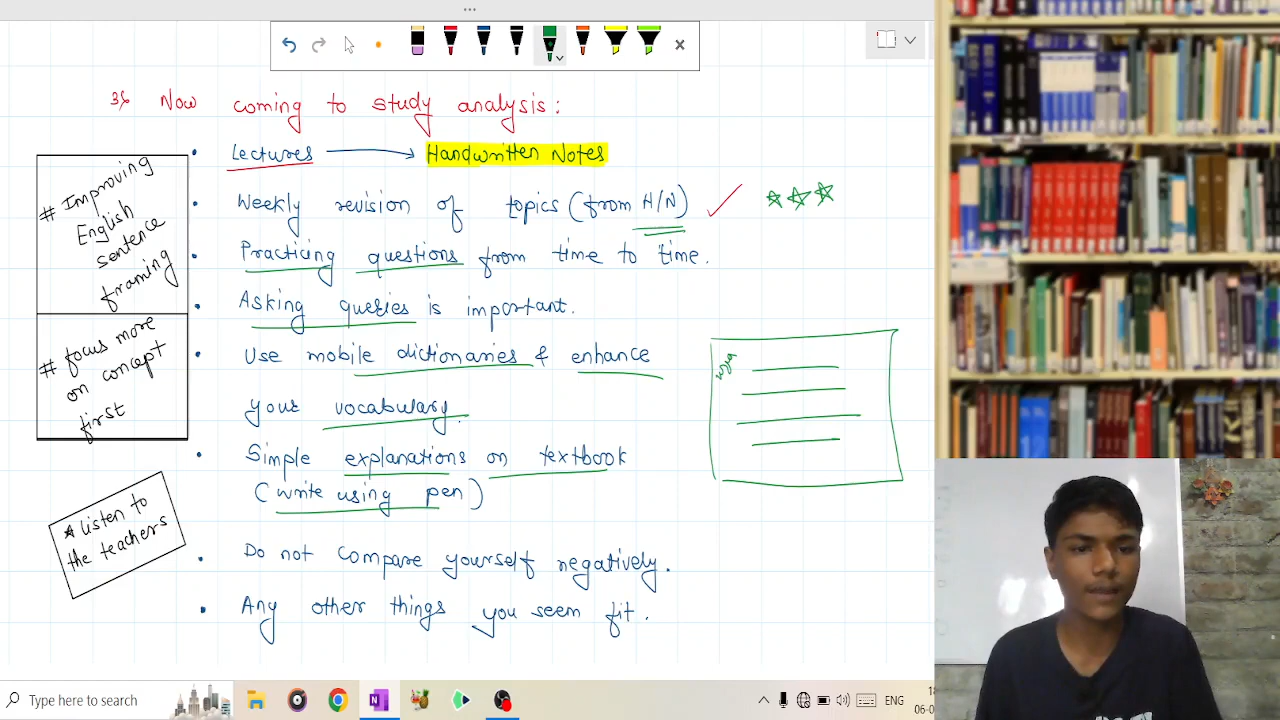 Now coming to study analysis:
• Lectures → Handwritten Notes
• Weekly revision of topics (from H/N)
• Practicing questions from time to time.
• Asking queries is important.
• Use mobile dictionaries & enhance
your vocabulary.
• Simple explanations on textbook
(write using pen)
• Do not compare yourself negatively.
• Any other things you seem fit.
# Improving
English
sentence
framing
# focus more
on concept
first
* listen to
the teachers
Type here to search
ENG